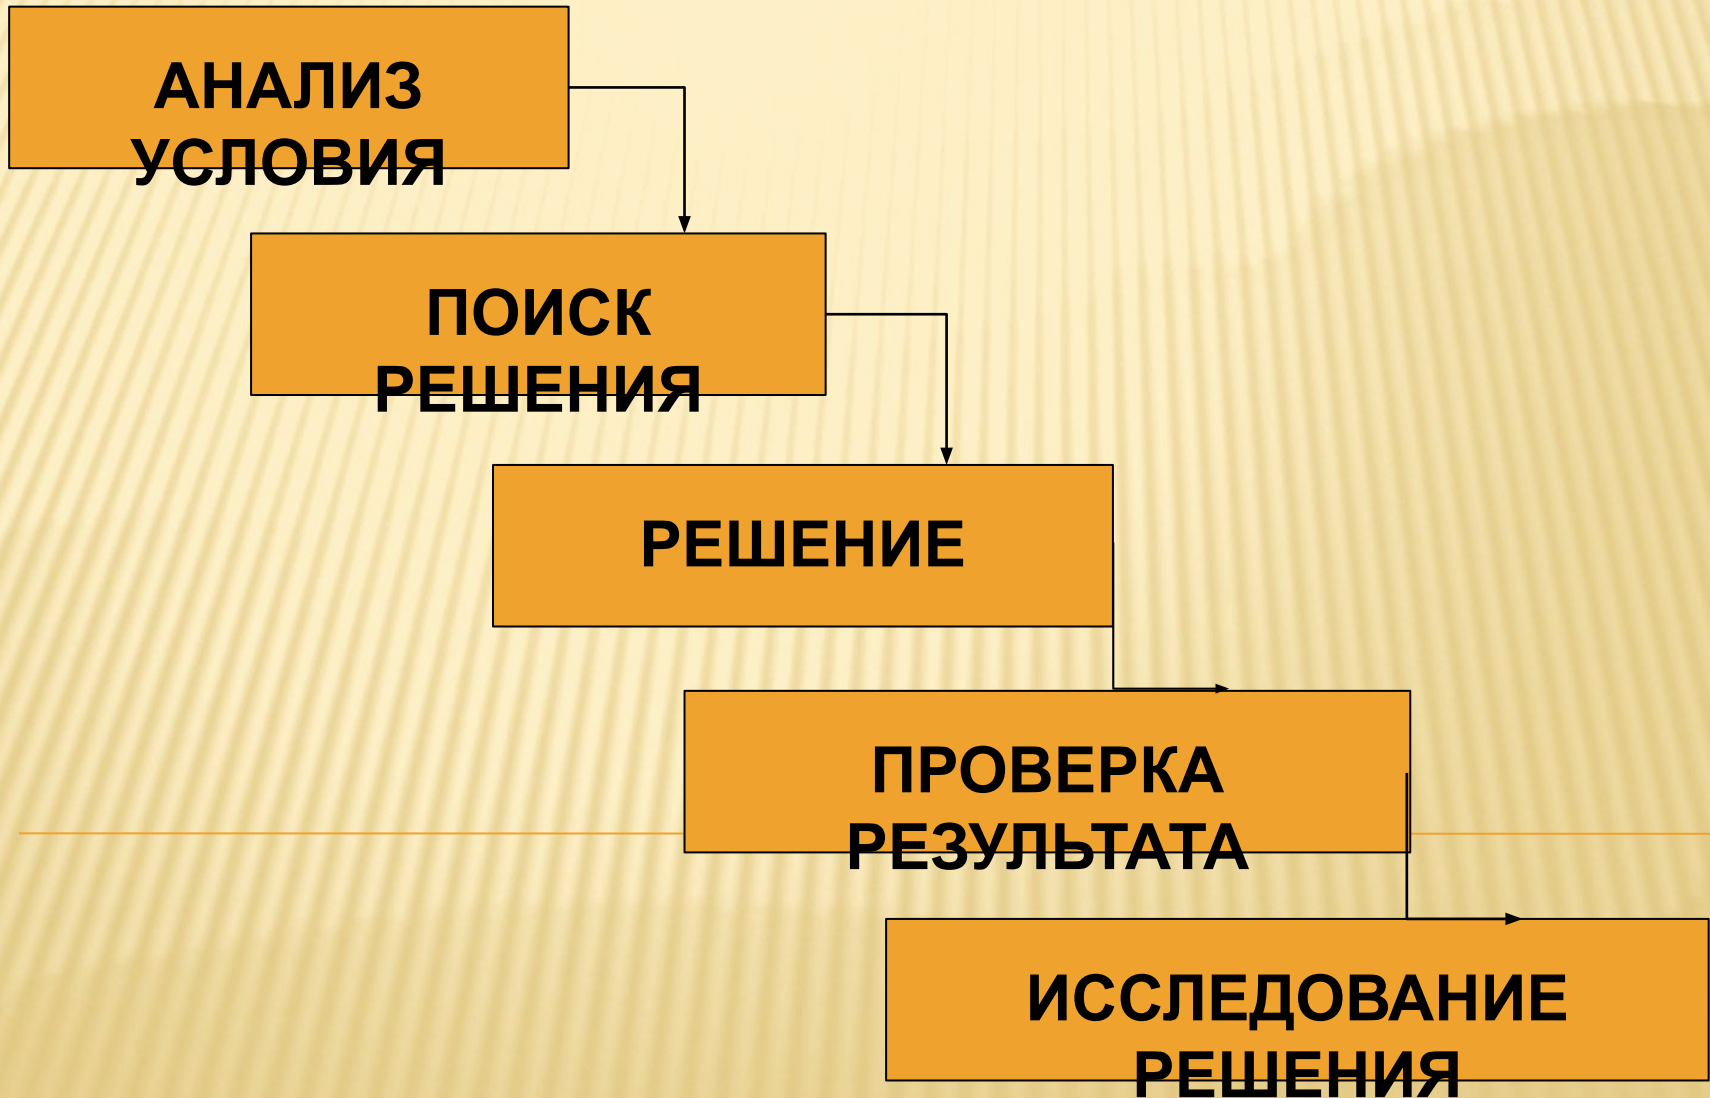 АНАЛИЗ
УСЛОВИЯ
ПОИСК
РЕШЕНИЯ
РЕШЕНИЕ
ПРОВЕРКА
РЕЗУЛЬТАТА
ИССЛЕДОВАНИЕ
РЕШЕНИЯ